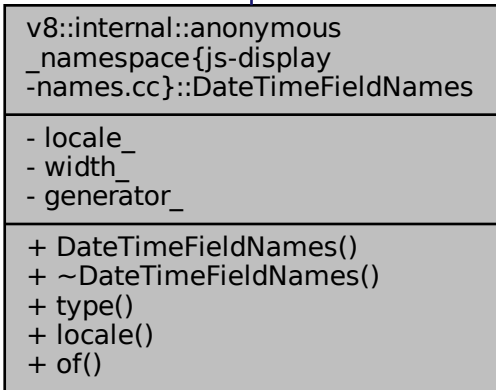 v8::internal::anonymous
_namespace{js-display
-names.cc}::DateTimeFieldNames
- locale_
- width_
- generator_
+ DateTimeFieldNames()
+ ~DateTimeFieldNames()
+ type()
+ locale()
+ of()